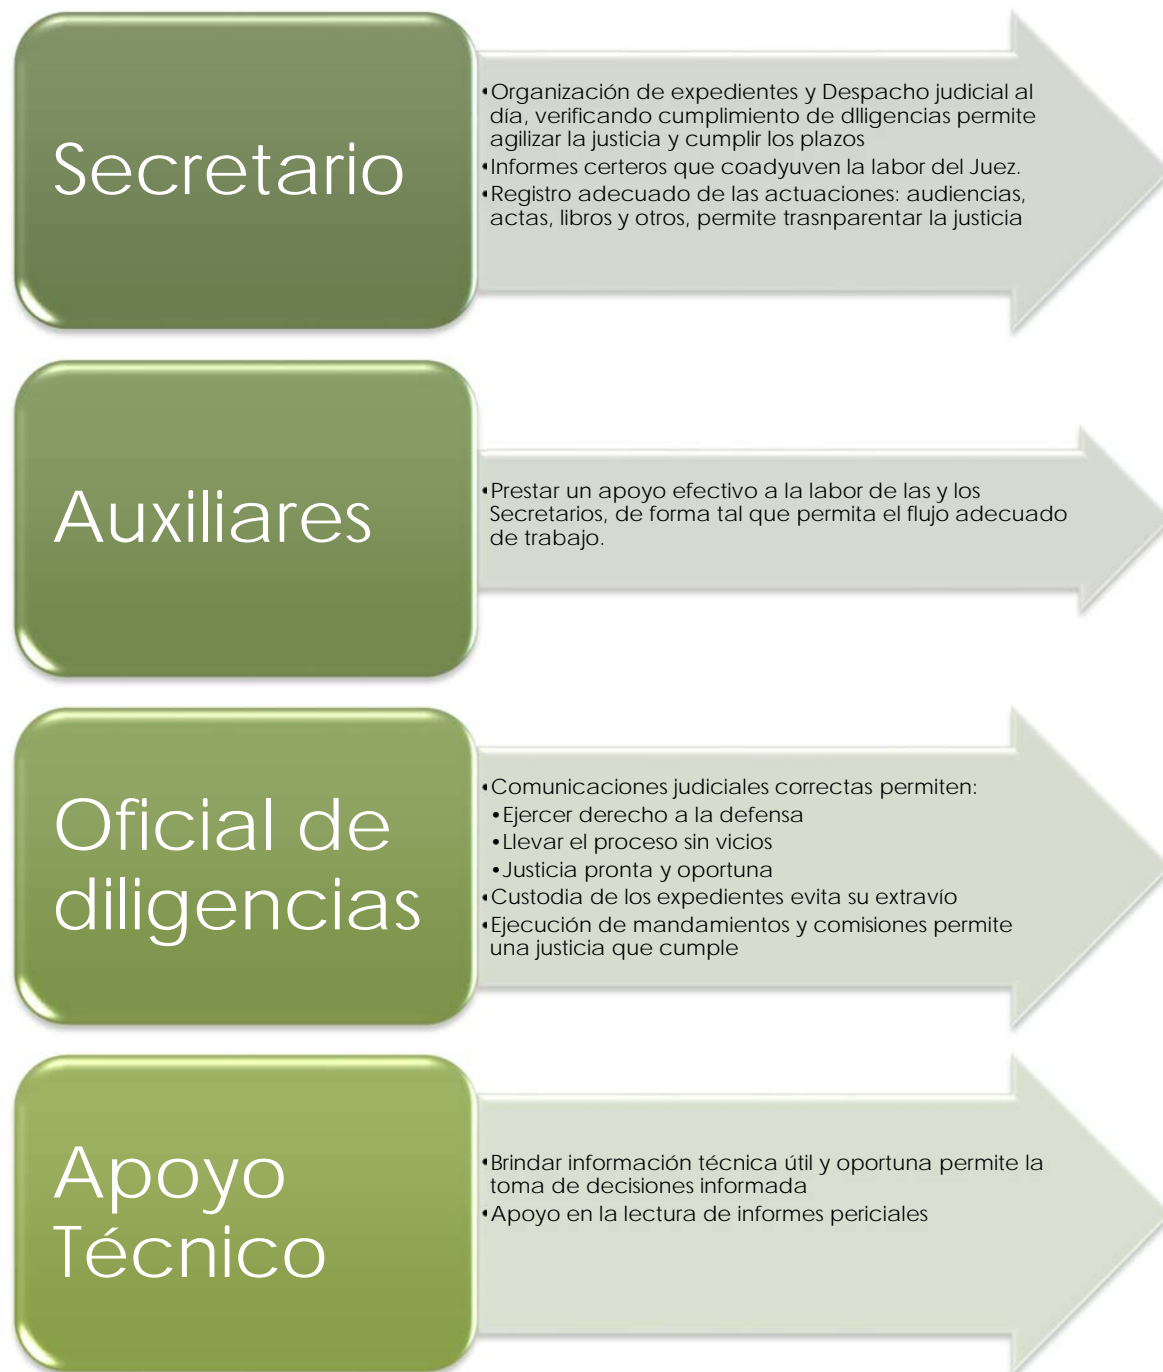 Secretario
•Organización de expedientes y Despacho judicial al
día, verificando cumplimiento de dlligencias permite
agilizar la justicia y cumplir los plazos
•Informes certeros que coadyuven la labor del Juez.
•Registro adecuado de las actuaciones: audiencias,
actas, libros y otros, permite trasnparentar la justicia
Auxiliares
•Prestar un apoyo efectivo a la labor de las y los
Secretarios, de forma tal que permita el flujo adecuado
de trabajo.
Oficial de
diligencias
•Comunicaciones judiciales correctas permiten:
•Ejercer derecho a la defensa
•Llevar el proceso sin vicios
•Justicia pronta y oportuna
•Custodia de los expedientes evita su extravío
•Ejecución de mandamientos y comisiones permite
una justicia que cumple
Apoyo
Técnico
•Brindar información técnica útil y oportuna permite la
toma de decisiones informada
•Apoyo en la lectura de informes periciales